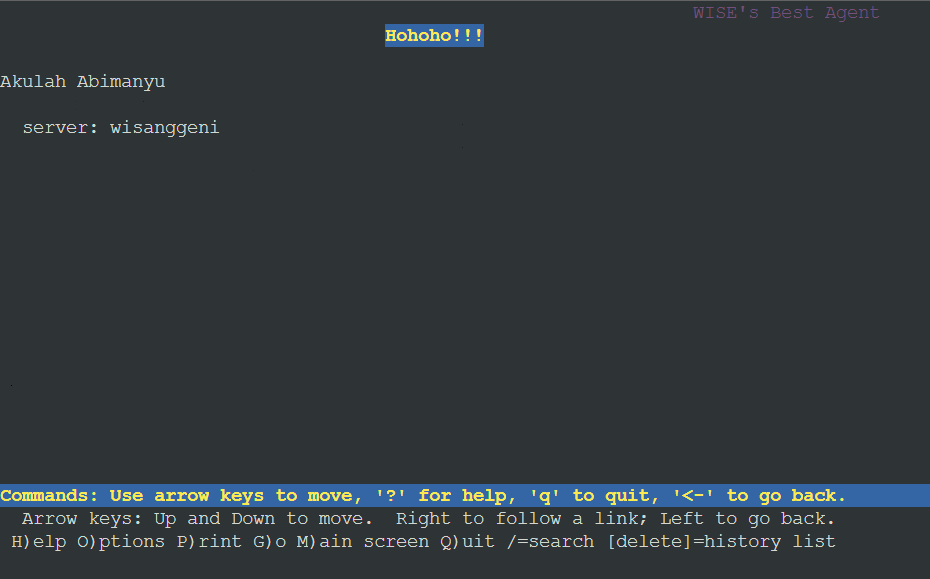 WISE's Best Agent
Hohoho!!!
Akulah Abimanyu
server: wisanggeni
Commands: Use arrow keys to move, '?' for help, 'q' to quit, '<-' to go back.
Arrow keys: Up and Down to move.  Right to follow a link; Left to go back.
H)elp O)ptions P)rint G)o M)ain screen Q)uit /=search [delete]=history list